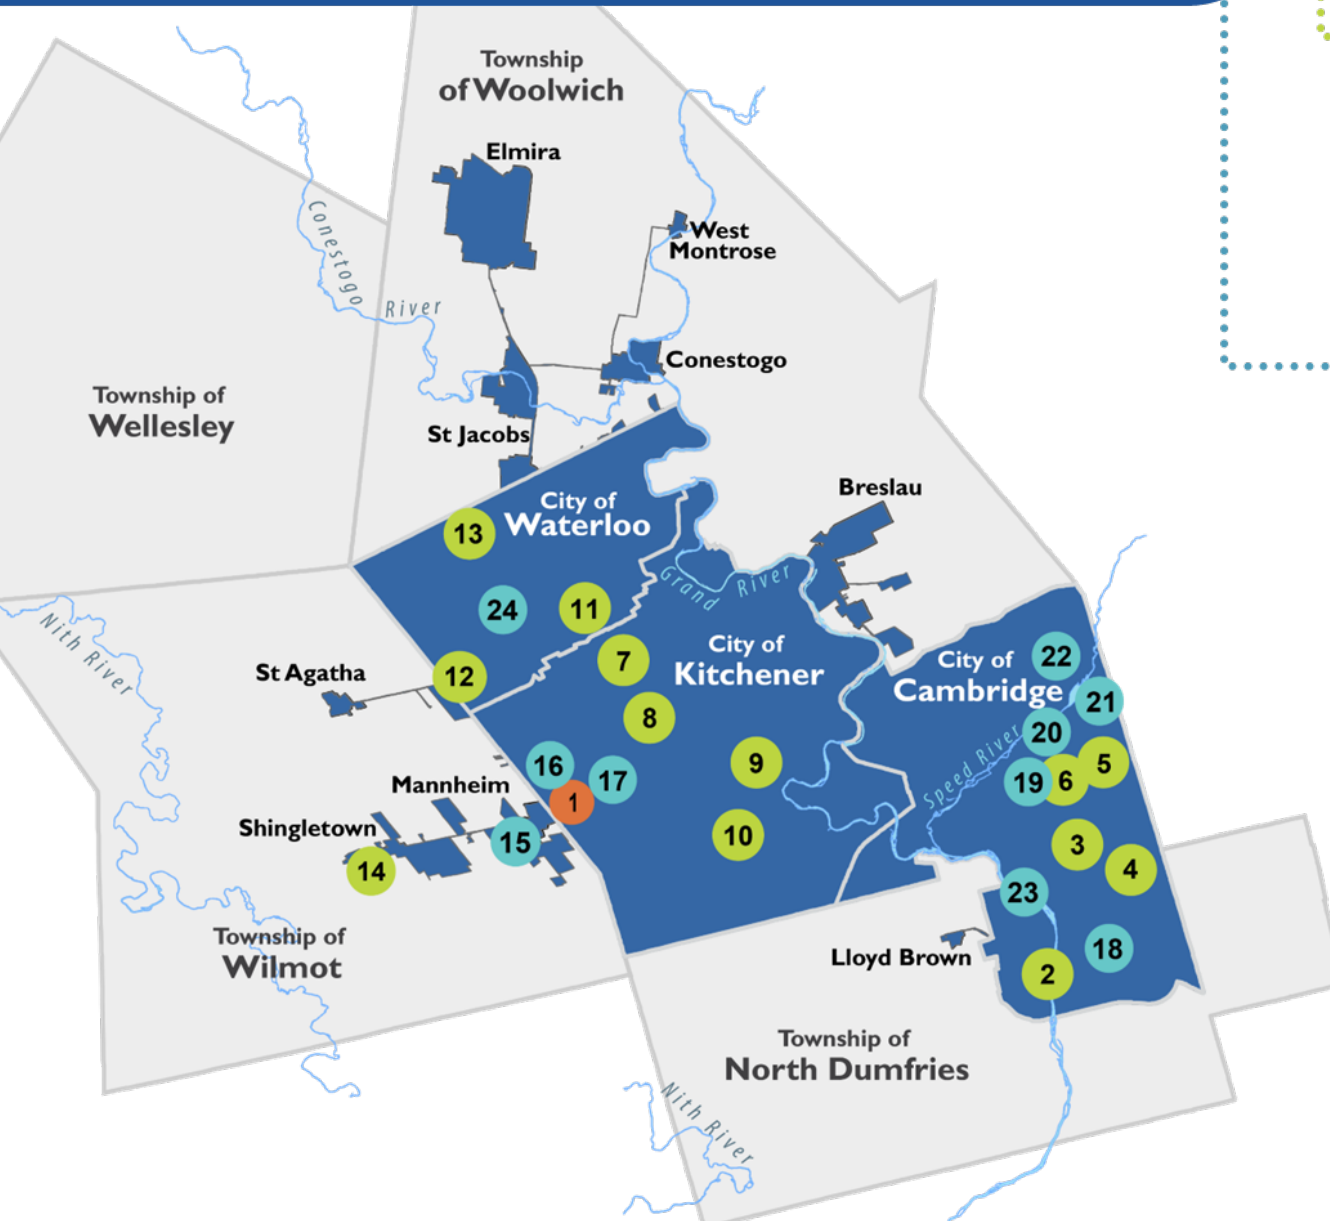 Township
of Woolwich
Elmira
West
Montrose
Conestogo
River
Conestogo
Township of
Wellesley
St Jacobs
Breslau
City of
Waterloo
13
Grand River
24
11
Nith River
City of
Kitchener
7
City of
Cambridge
22
St Agatha
12
21
8
20
Speed River
16
17
9
5
19
6
Mannheim
1
Shingletown
10
15
3
14
4
23
Township of
Wilmot
Lloyd Brown
18
2
Township of
North Dumfries
Nith River